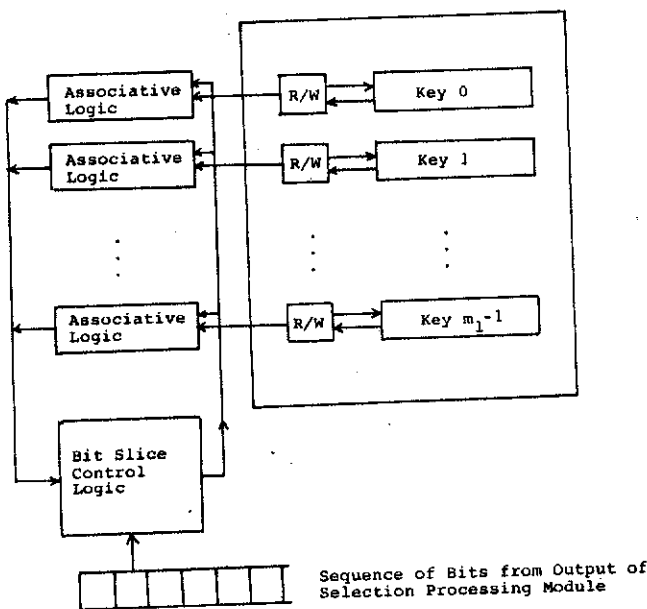 Associative
Logic
R/W
Key 0
Associative
Logic
R/W
Key 1
Associative
Logic
R/W
Key m1-1
Bit Slice
Control
Logic
Sequence of Bits from Output of
Selection Processing Module